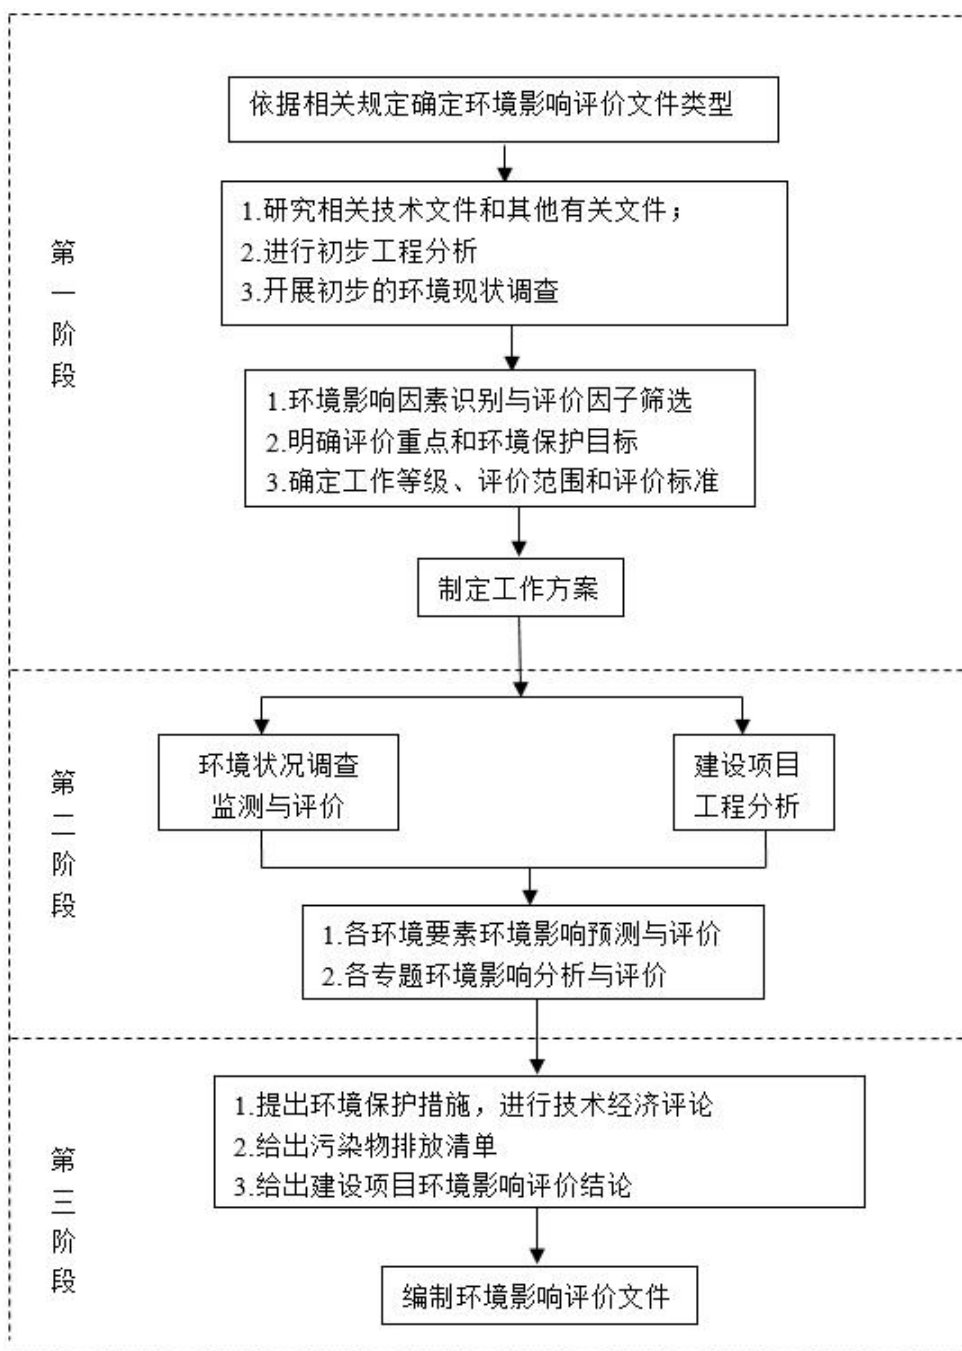 依据相关规定确定环境影响评价文件类型
1.研究相关技术文件和其他有关文件；
2.进行初步工程分析
3.开展初步的环境现状调查
第一阶段
1.环境影响因素识别与评价因子筛选
2.明确评价重点和环境保护目标
3.确定工作等级、评价范围和评价标准
制定工作方案
第二阶段
环境状况调查
监测与评价
建设项目
工程分析
1.各环境要素环境影响预测与评价
2.各专题环境影响分析与评价
第三阶段
1.提出环境保护措施，进行技术经济评论
2.给出污染物排放清单
3.给出建设项目环境影响评价结论
编制环境影响评价文件